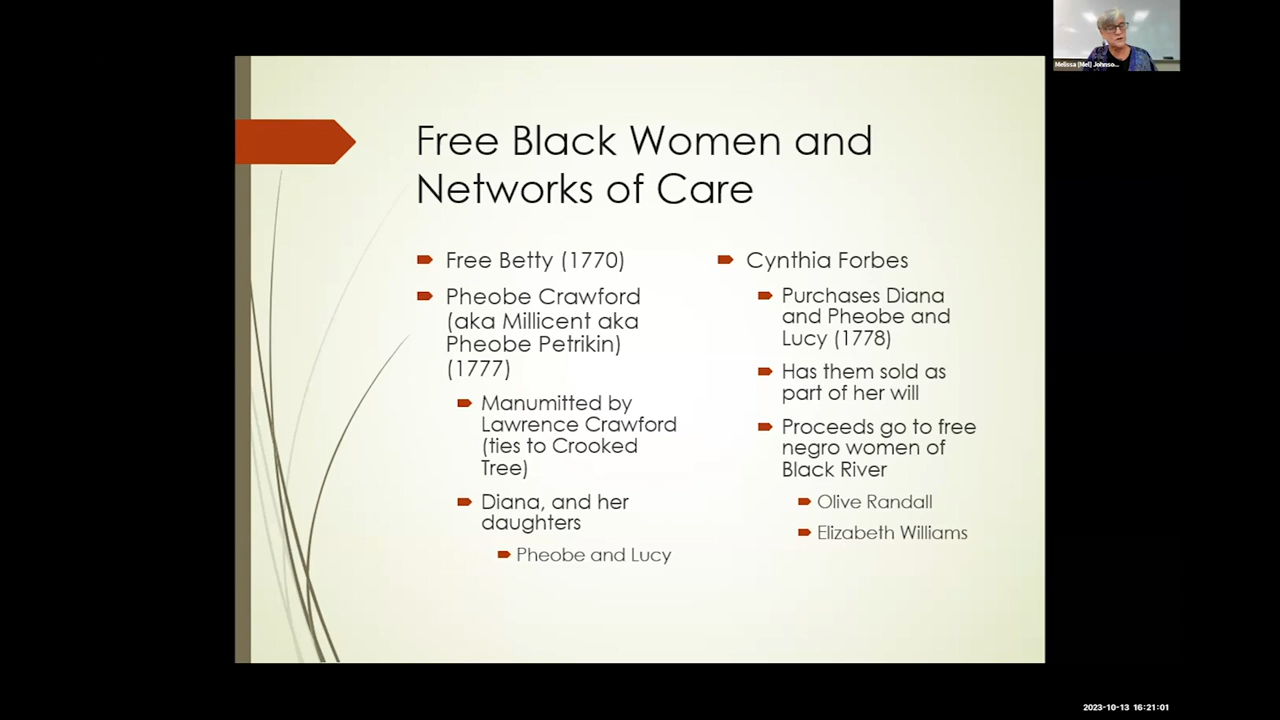 Melissa (Mel) Johnso...
Free Black Women and
Networks of Care
Free Betty (1770)
Pheobe Crawford
(aka Millicent aka
Pheobe Petrikin)
(1777)
Manumitted by
Lawrence Crawford
(ties to Crooked
Tree)
Diana, and her
daughters
Pheobe and Lucy
Cynthia Forbes
Purchases Diana
and Pheobe and
Lucy (1778)
Has them sold as
part of her will
Proceeds go to free
negro women of
Black River
Olive Randall
Elizabeth Williams
2023-10-13 16:21:01